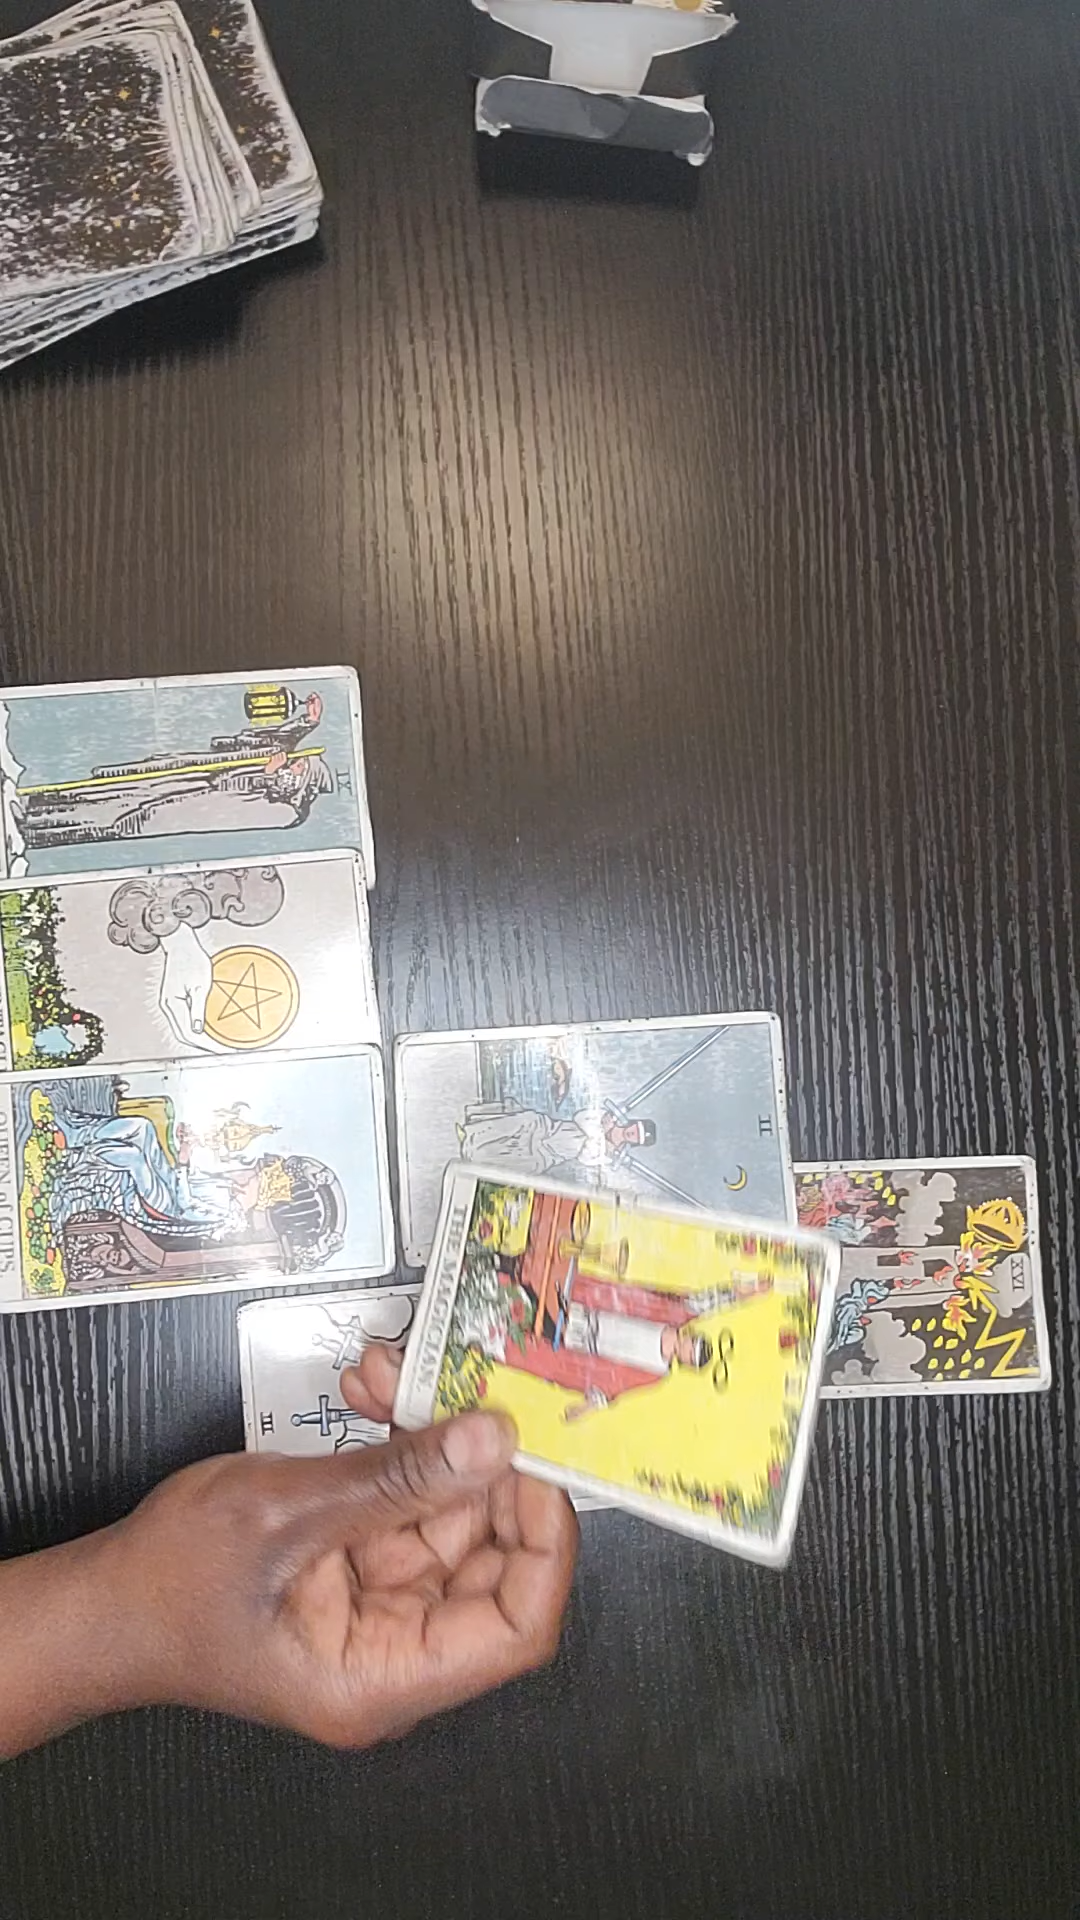 IX
QUEEN of CUPS.
II
XVI
THE MAGICIAN.
III